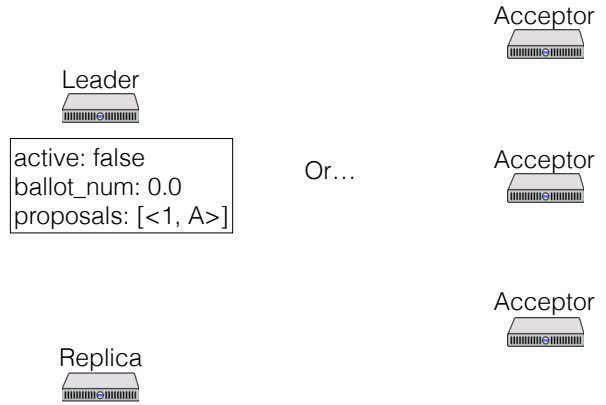 Acceptor
Leader
active: false
ballot_num: 0.0
proposals: [<1, A>]
Or…
Acceptor
Acceptor
Replica